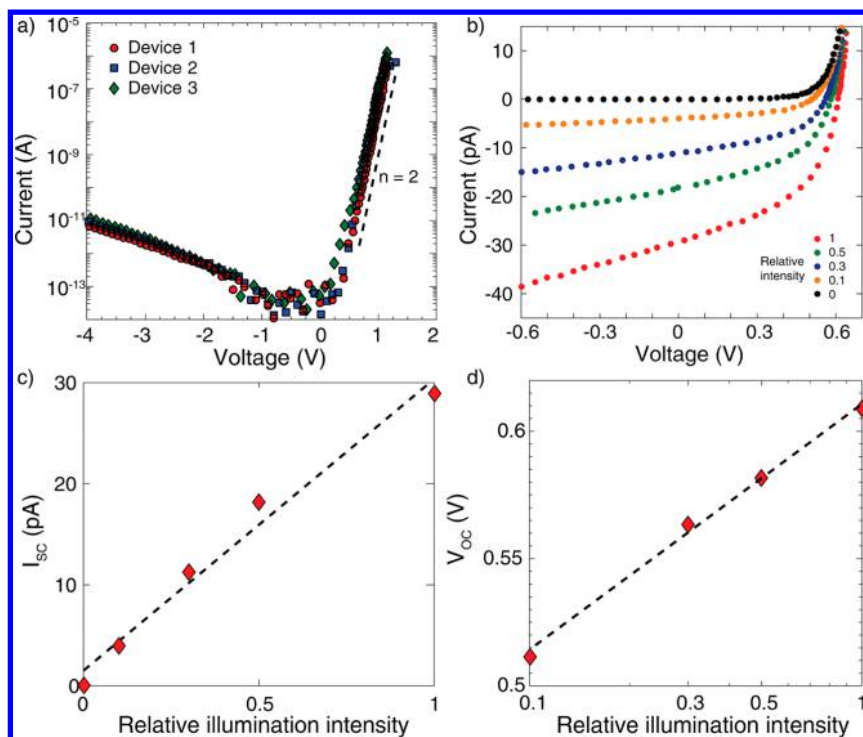 a)
10-5
10-7
10-9
10-11
10-13
Current (A)
Device 1
Device 2
Device 3
n = 2
-4
-3
-2
-1
0
1
2
Voltage (V)
b)
10
0
-10
-20
-30
-40
Current (pA)
Relative
intensity
1
0.5
0.3
0.1
0
-0.6
-0.3
0
0.3
0.6
Voltage (V)
c)
30
20
10
0
ISC (pA)
0
0.5
1
Relative illumination intensity
d)
0.6
0.55
0.5
VOC (V)
0.1
0.3
0.5
1
Relative illumination intensity